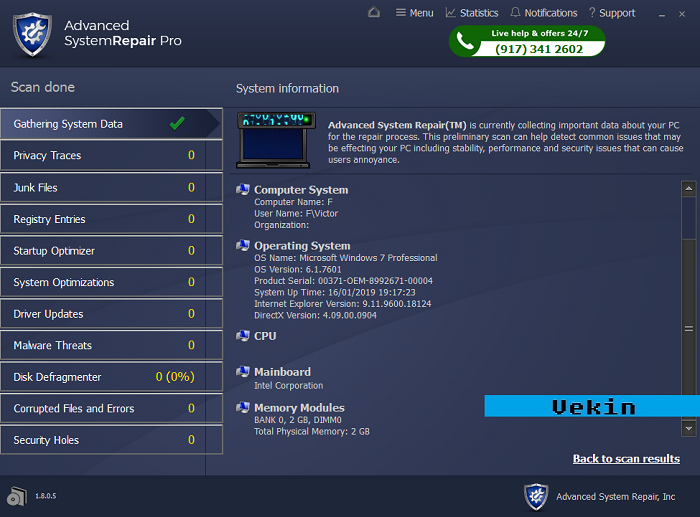 Advanced
SystemRepair Pro
Menu
Statistics
Notifications
? Support
Live help & offers 24/7
(917) 341 2602
Scan done
System information
Gathering System Data
Privacy Traces 0
Junk Files 0
Registry Entries 0
Startup Optimizer 0
System Optimizations 0
Driver Updates 0
Malware Threats 0
Disk Defragmenter 0 (0%)
Corrupted Files and Errors 0
Security Holes 0
Advanced System Repair(TM) is currently collecting important data about your PC
for the repair process. This preliminary scan can help detect common issues that may
be effecting your PC including stability, performance and security issues that can cause
users annoyance.
Computer System
Computer Name: F
User Name: F\Victor
Organization:
Operating System
OS Name: Microsoft Windows 7 Professional
OS Version: 6.1.7601
Product Serial: 00371-OEM-8992671-00004
System Up Time: 16/01/2019 19:17:23
Internet Explorer Version: 9.11.9600.18124
DirectX Version: 4.09.00.0904
CPU
Mainboard
Intel Corporation
Memory Modules
BANK 0, 2 GB, DIMM0
Total Physical Memory: 2 GB
Vekin
Back to scan results
1.8.0.5
Advanced System Repair, Inc